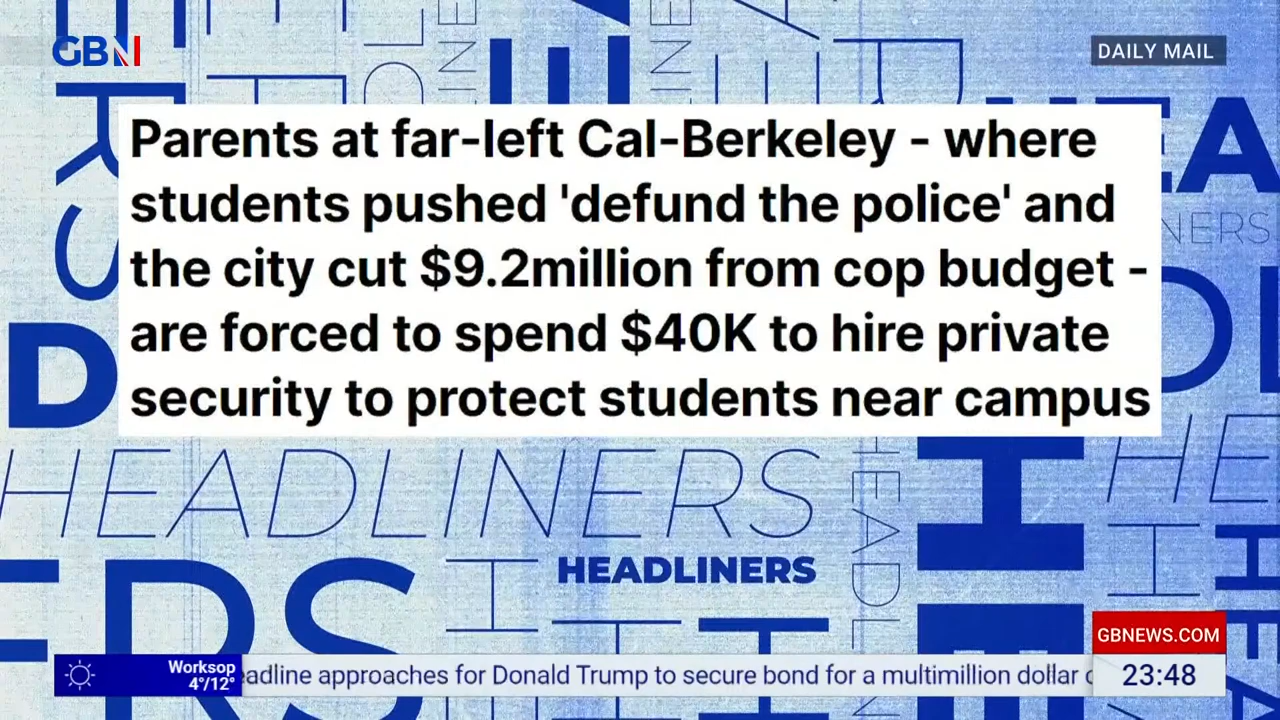 GBN
DAILY MAIL
Parents at far-left Cal-Berkeley - where
students pushed 'defund the police' and
the city cut $9.2million from cop budget -
are forced to spend $40K to hire private
security to protect students near campus
HEADLINERS
HEADLINERS
GBNEWS.COM
Worksop
4°/12°
eadline approaches for Donald Trump to secure bond for a multimillion dollar
23:48